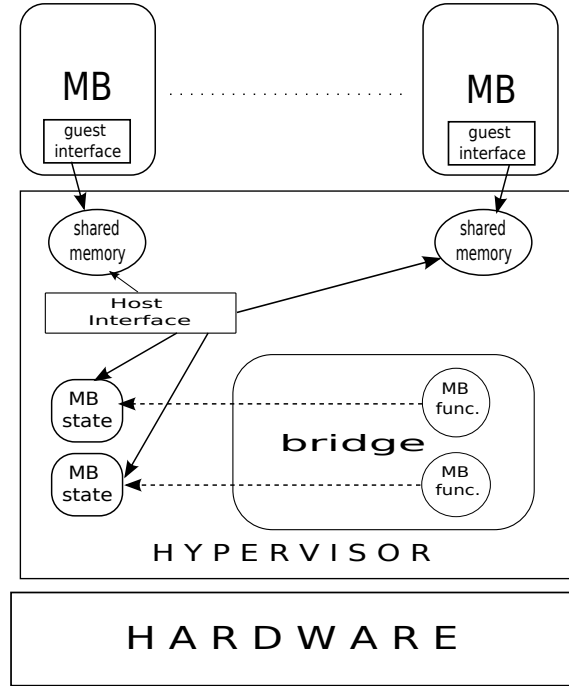 MB
guest
interface
MB
guest
interface
shared
memory
shared
memory
Host
Interface
MB
state
MB
func.
bridge
MB
state
MB
func.
HYPERVISOR
HARDWARE